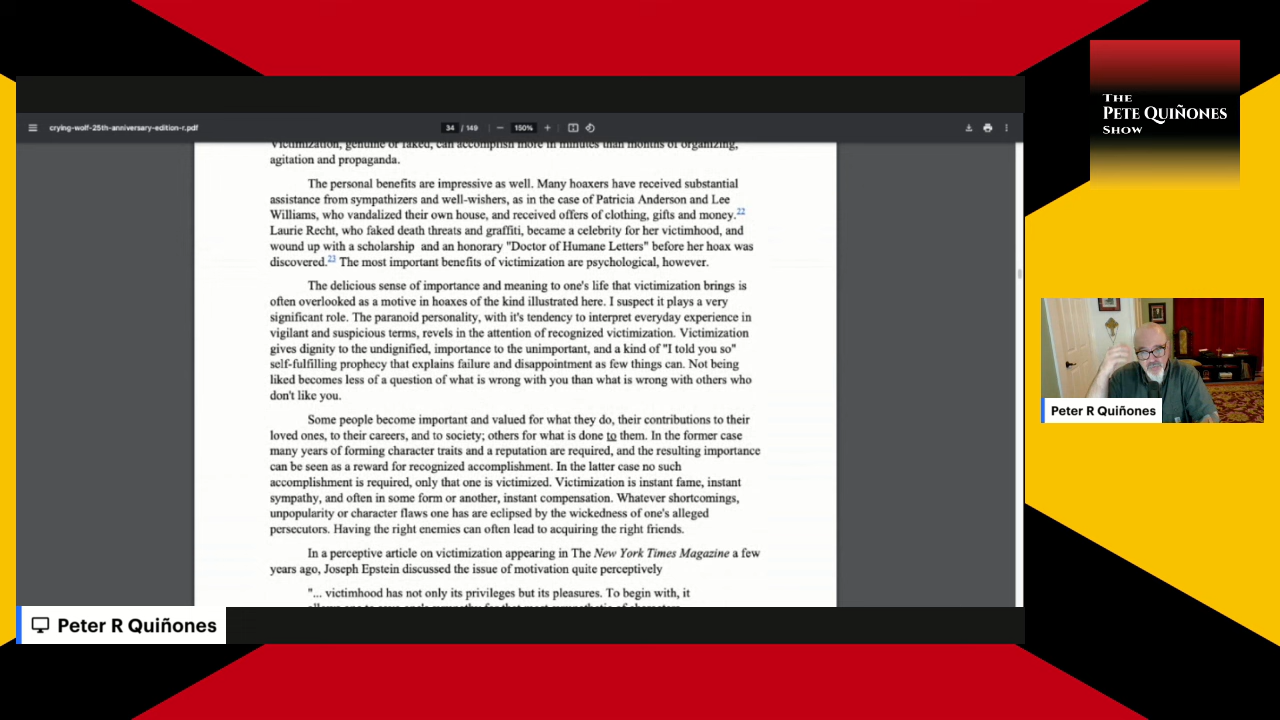 THE
PETE QUIÑONES
SHOW
crying-wolf-25th-anniversary-edition-r.pdf
34 / 149
150%
Victimization, genuine or faked, can accomplish more in minutes than months of organizing,
agitation and propaganda.
The personal benefits are impressive as well. Many hoaxers have received substantial
assistance from sympathizers and well-wishers, as in the case of Patricia Anderson and Lee
Williams, who vandalized their own house, and received offers of clothing, gifts and money.22
Laurie Recht, who faked death threats and graffiti, became a celebrity for her victimhood, and
wound up with a scholarship and an honorary "Doctor of Humane Letters" before her hoax was
discovered.23 The most important benefits of victimization are psychological, however.
The delicious sense of importance and meaning to one's life that victimization brings is
often overlooked as a motive in hoaxes of the kind illustrated here. I suspect it plays a very
significant role. The paranoid personality, with it's tendency to interpret everyday experience in
vigilant and suspicious terms, revels in the attention of recognized victimization. Victimization
gives dignity to the undignified, importance to the unimportant, and a kind of "I told you so"
self-fulfilling prophecy that explains failure and disappointment as few things can. Not being
liked becomes less of a question of what is wrong with you than what is wrong with others who
don't like you.
Some people become important and valued for what they do, their contributions to their
loved ones, to their careers, and to society; others for what is done to them. In the former case
many years of forming character traits and a reputation are required, and the resulting importance
can be seen as a reward for recognized accomplishment. In the latter case no such
accomplishment is required, only that one is victimized. Victimization is instant fame, instant
sympathy, and often in some form or another, instant compensation. Whatever shortcomings,
unpopularity or character flaws one has are eclipsed by the wickedness of one's alleged
persecutors. Having the right enemies can often lead to acquiring the right friends.
In a perceptive article on victimization appearing in The New York Times Magazine a few
years ago, Joseph Epstein discussed the issue of motivation quite perceptively
"... victimhood has not only its privileges but its pleasures. To begin with, it
Peter R Quiñones
Peter R Quiñones